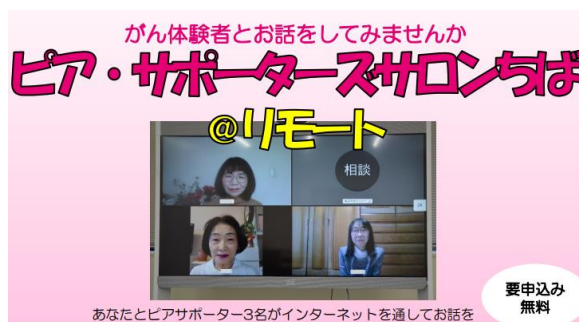 がん体験者とお話をしてみませんか
ピア・サポーターズサロンちば
@リモート
相談
要申込み
無料
あなたとピアサポーター3名がインターネットを通してお話を